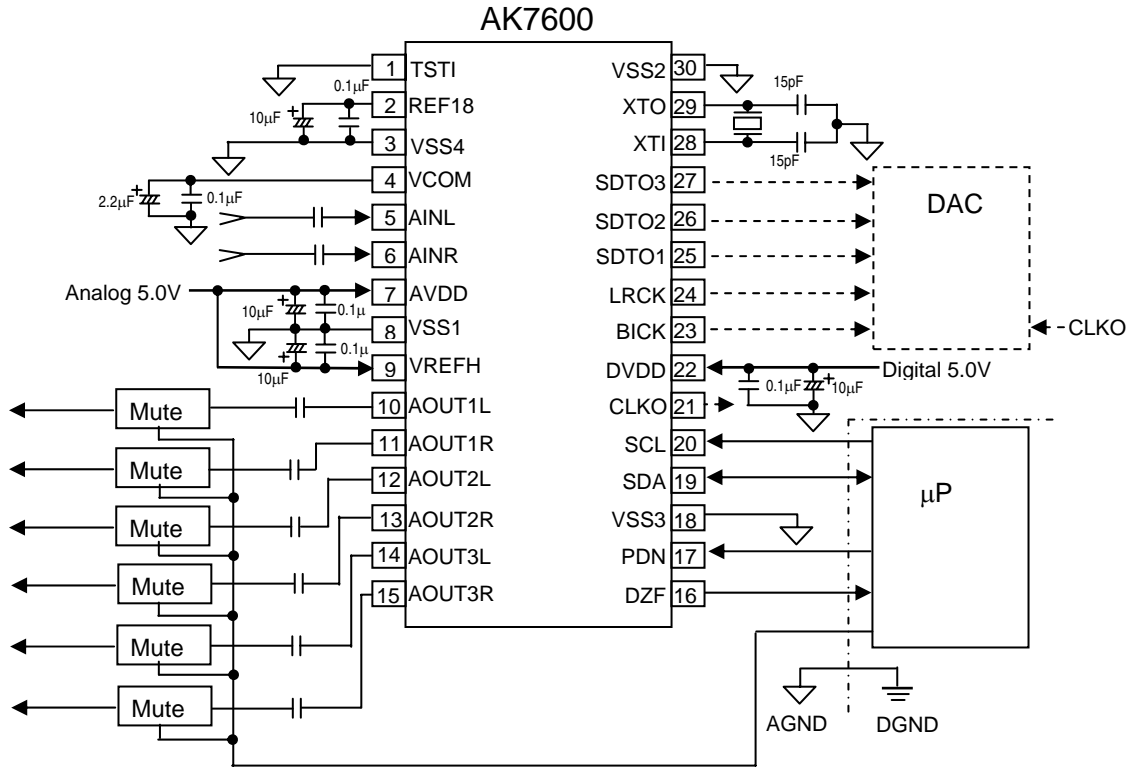 AK7600
1 TSTI
0.1µF
10µF +
2 REF18
3 VSS4
4 VCOM
2.2µF +
0.1µF
5 AINL
6 AINR
Analog 5.0V
7 AVDD
10µF +
0.1µ
8 VSS1
+
0.1µ
10µF
9 VREFH
10 AOUT1L
11 AOUT1R
12 AOUT2L
13 AOUT2R
14 AOUT3L
15 AOUT3R
Mute
Mute
Mute
Mute
Mute
Mute
VSS2 30
15pF
XTO 29
XTI 28
15pF
SDTO3 27
SDTO2 26
SDTO1 25
LRCK 24
BICK 23
DAC
CLKO
DVDD 22
Digital 5.0V
0.1µF
+ 10µF
CLKO 21
SCL 20
SDA 19
VSS3 18
PDN 17
DZF 16
µP
AGND
DGND